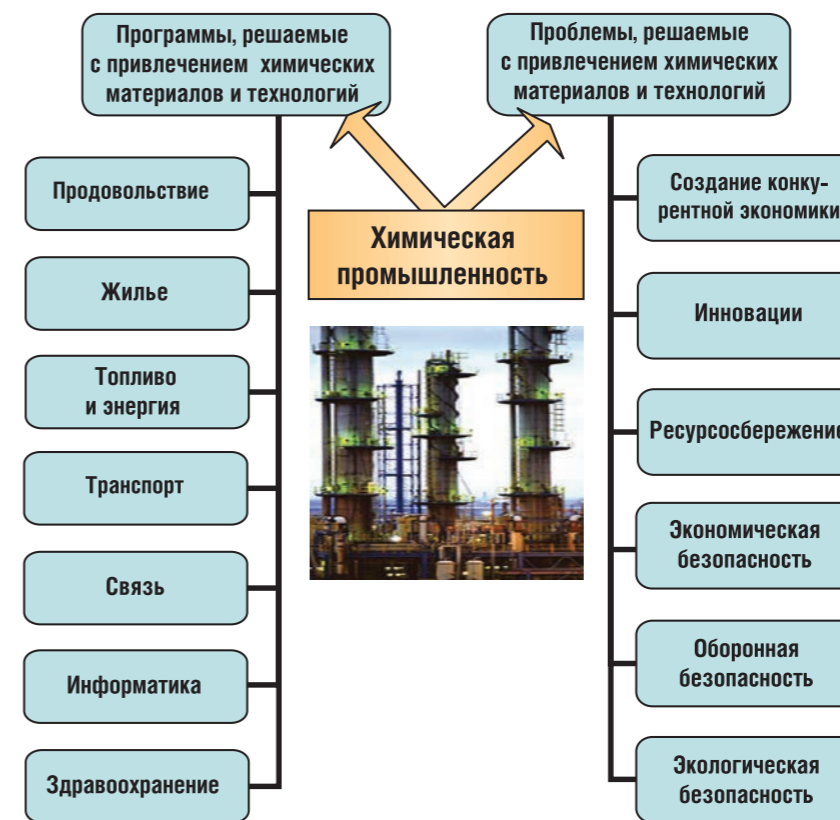 Программы, решаемые
с привлечением химических
материалов и технологий
Проблемы, решаемые
с привлечением химических
материалов и технологий
Химическая
промышленность
Продовольствие
Жилье
Топливо
и энергия
Транспорт
Связь
Информатика
Здравоохранение
Создание конку-
рентной экономики
Инновации
Ресурсосбережение
Экономическая
безопасность
Оборонная
безопасность
Экологическая
безопасность